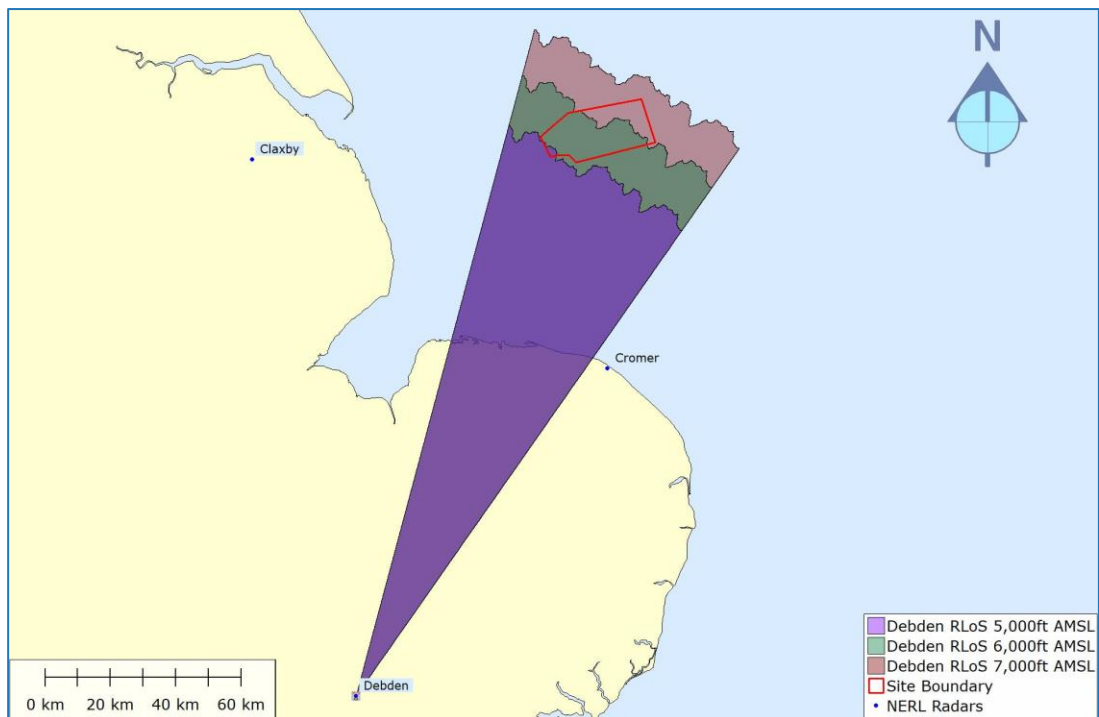 N
Claxby
Cromer
Debden
0 km 20 km 40 km 60 km
Debden RLoS 5,000ft AMSL
Debden RLoS 6,000ft AMSL
Debden RLoS 7,000ft AMSL
Site Boundary
NERL Radars